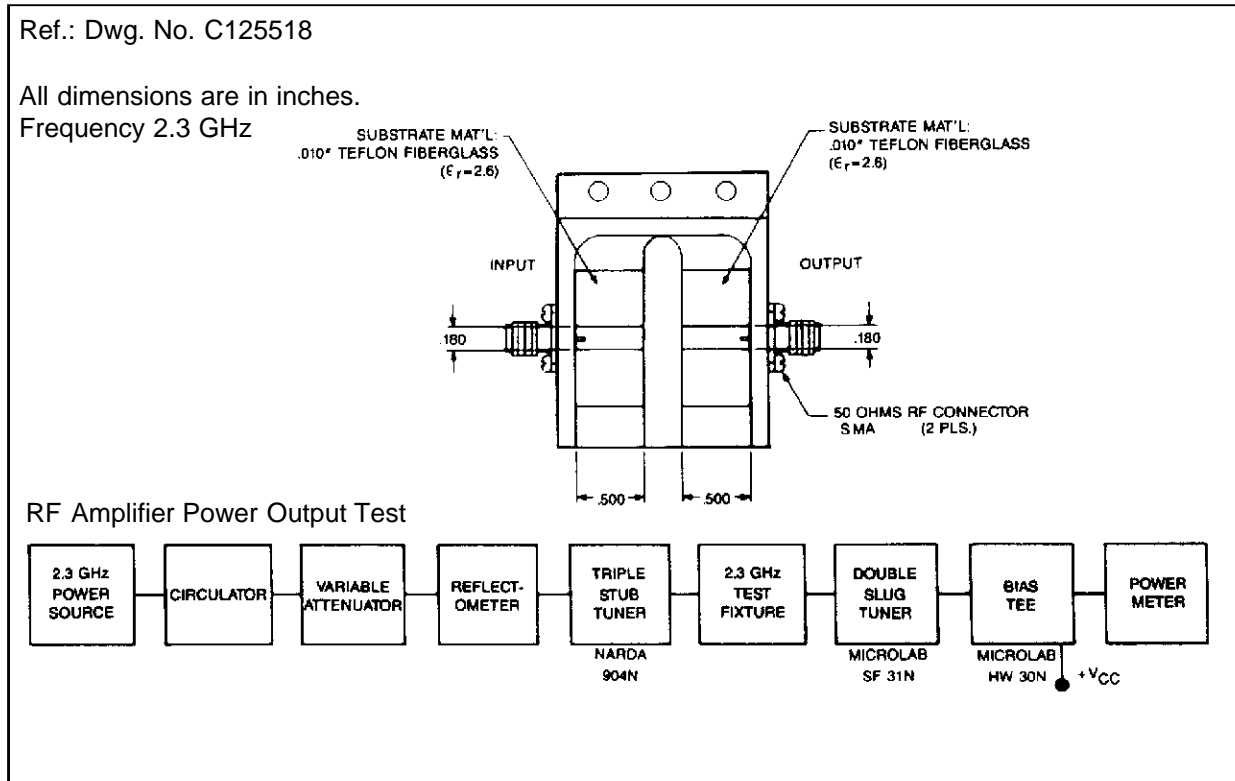 Ref.: Dwg. No. C125518
All dimensions are in inches.
Frequency 2.3 GHz
SUBSTRATE MAT'L:
.010" TEFLON FIBERGLASS
(Єr=2.6)
SUBSTRATE MAT'L:
.010" TEFLON FIBERGLASS
(Єr=2.6)
INPUT
OUTPUT
.180
.180
50 OHMS RF CONNECTOR
SMA (2 PLS.)
.500
.500
RF Amplifier Power Output Test
2.3 GHz
POWER
SOURCE
CIRCULATOR
VARIABLE
ATTENUATOR
REFLECT-
OMETER
TRIPLE
STUB
TUNER
NARDA
904N
2.3 GHz
TEST
FIXTURE
DOUBLE
SLUG
TUNER
MICROLAB
SF 31N
BIAS
TEE
MICROLAB
HW 30N
+VCC
POWER
METER